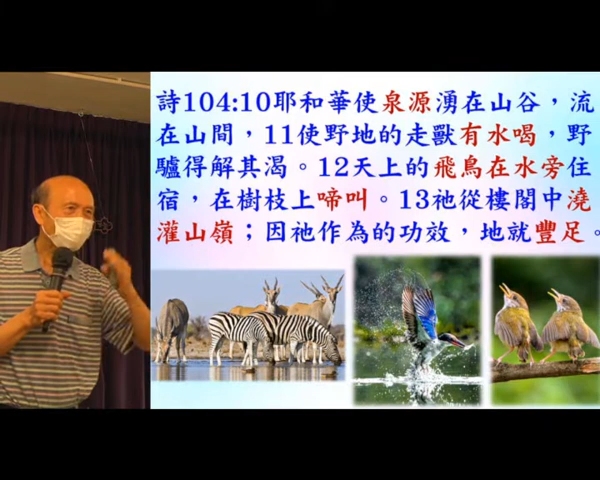 詩104:10耶和華使泉源湧在山谷，流
在山間，11使野地的走獸有水喝，野
驢得解其渴。12天上的飛鳥在水旁住
宿，在樹枝上啼叫。13祂從樓閣中澆
灌山嶺；因祂作為的功效，地就豐足。